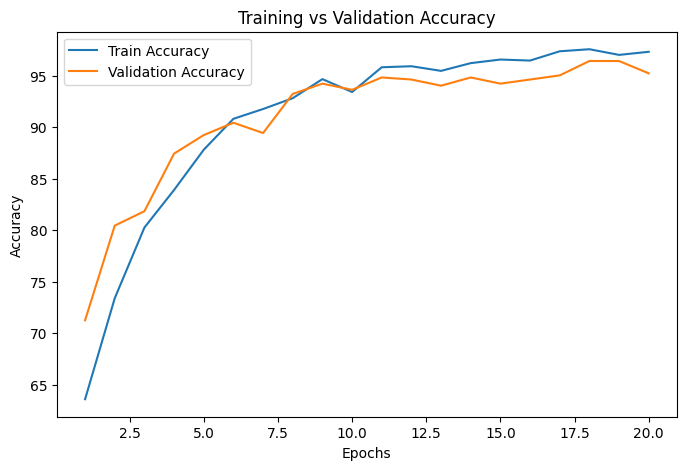 Training vs Validation Accuracy
Train Accuracy
Validation Accuracy
95
90
85
80
75
70
65
Accuracy
2.5 5.0 7.5 10.0 12.5 15.0 17.5 20.0
Epochs